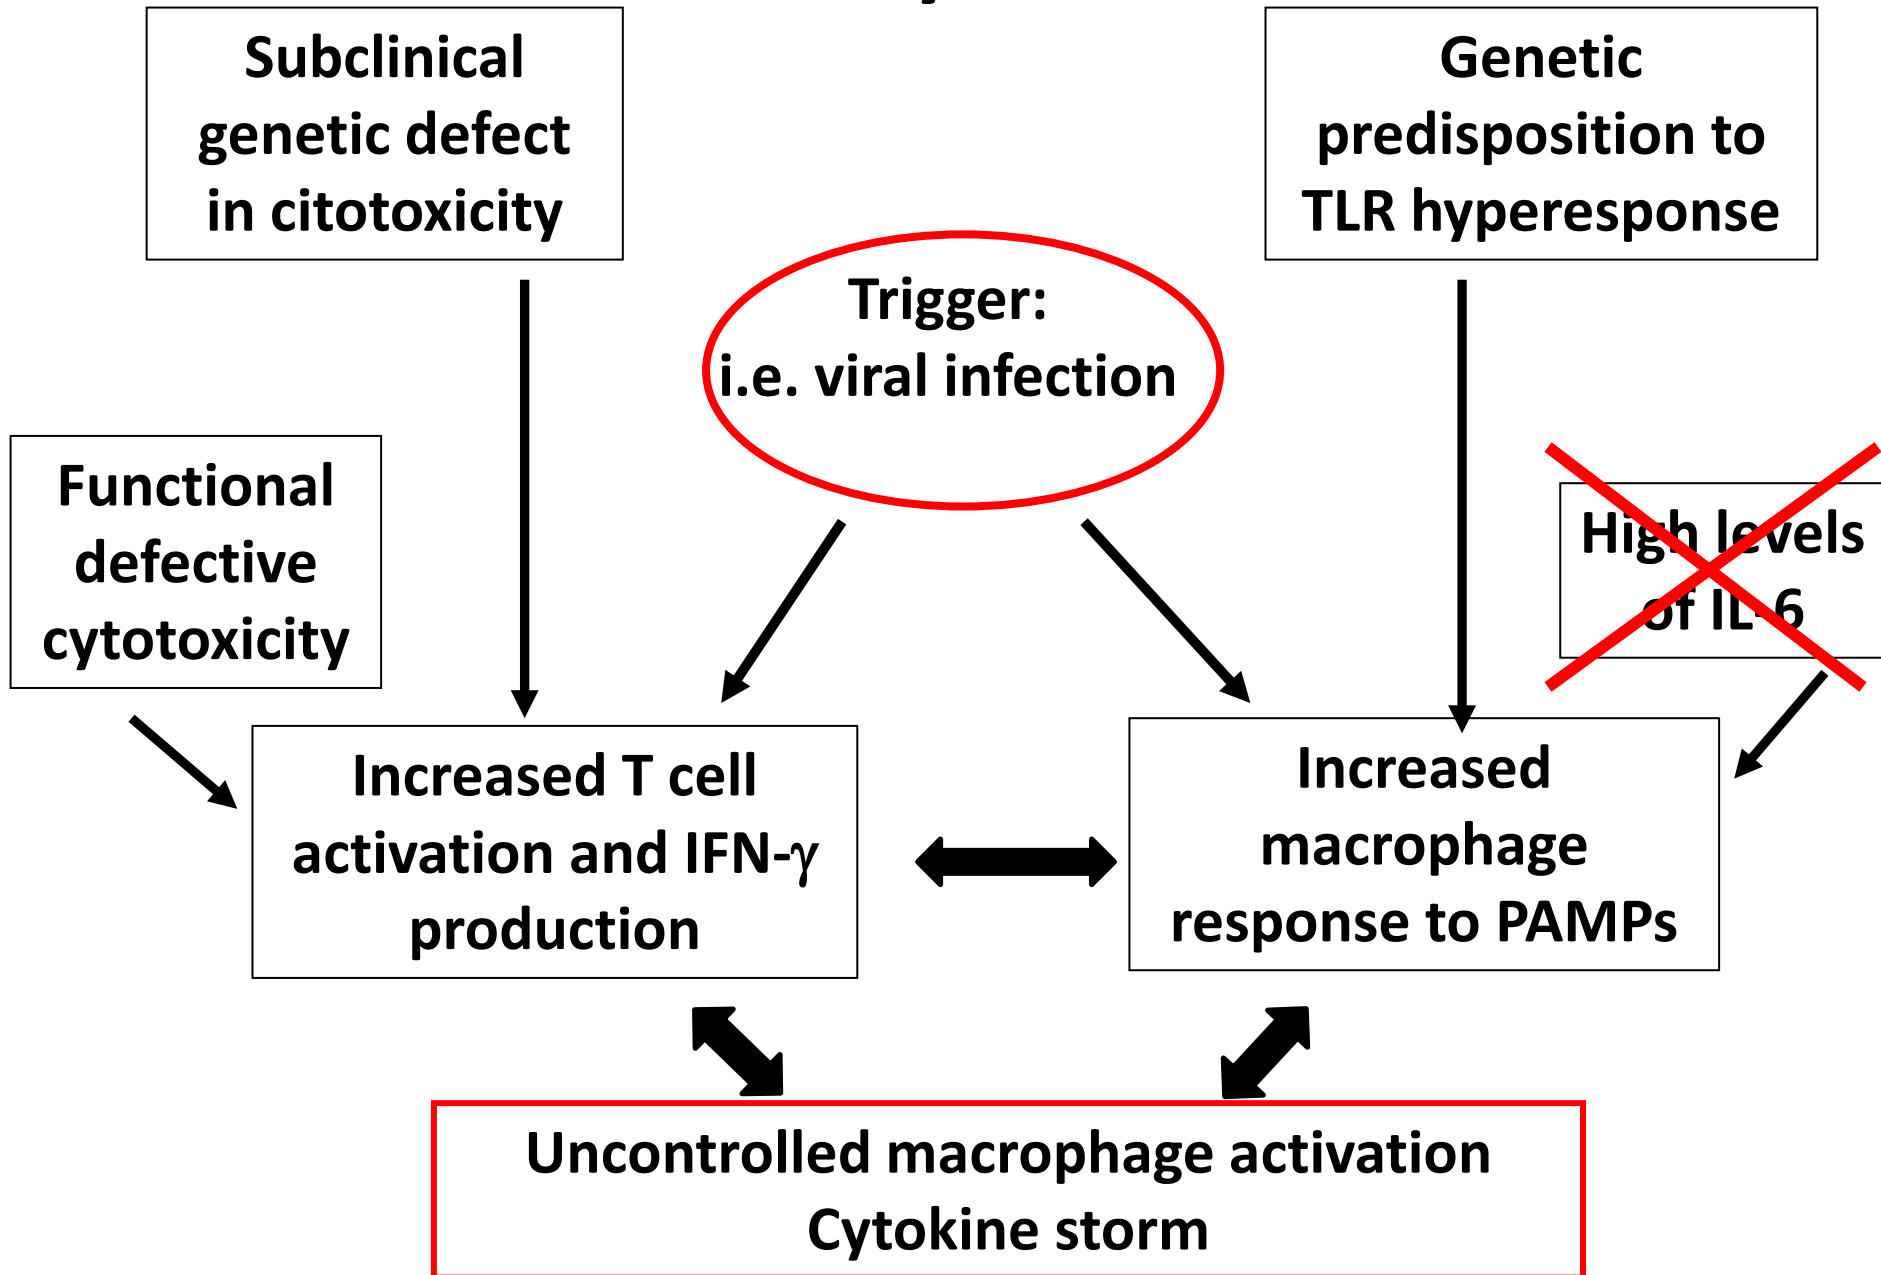 Subclinical
genetic defect
in citotoxicity
Genetic
predisposition to
TLR hyperesponse
Trigger:
i.e. viral infection
Functional
defective
cytotoxicity
High levels
of IL-6
Increased T cell
activation and IFN-γ
production
Increased
macrophage
response to PAMPs
Uncontrolled macrophage activation
Cytokine storm